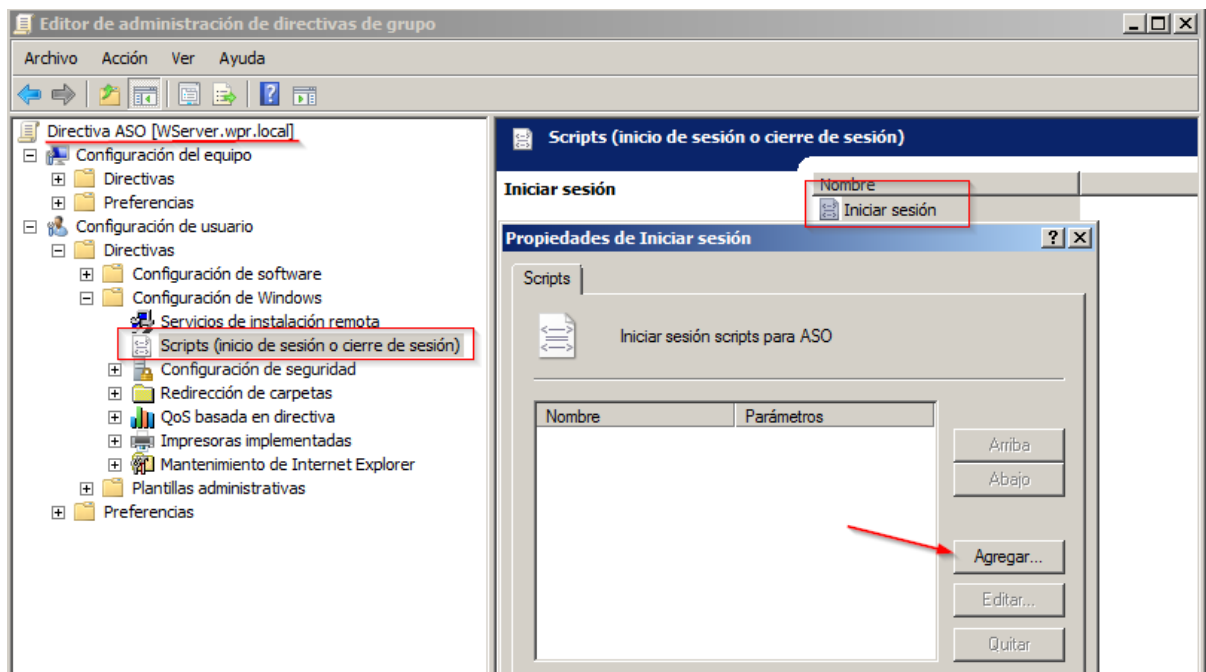 Editor de administración de directivas de grupo
Archivo Acción Ver Ayuda
Directiva ASO [WServer.wpr.local]
Configuración del equipo
Directivas
Preferencias
Configuración de usuario
Directivas
Configuración de software
Configuración de Windows
Servicios de instalación remota
Scripts (inicio de sesión o cierre de sesión)
Configuración de seguridad
Redirección de carpetas
QoS basada en directiva
Impresoras implementadas
Mantenimiento de Internet Explorer
Plantillas administrativas
Preferencias
Scripts (inicio de sesión o cierre de sesión)
Iniciar sesión
Nombre
Iniciar sesión
Propiedades de Iniciar sesión
Scripts
Iniciar sesión scripts para ASO
Nombre Parámetros
Arriba
Abajo
Agregar...
Editar...
Quitar